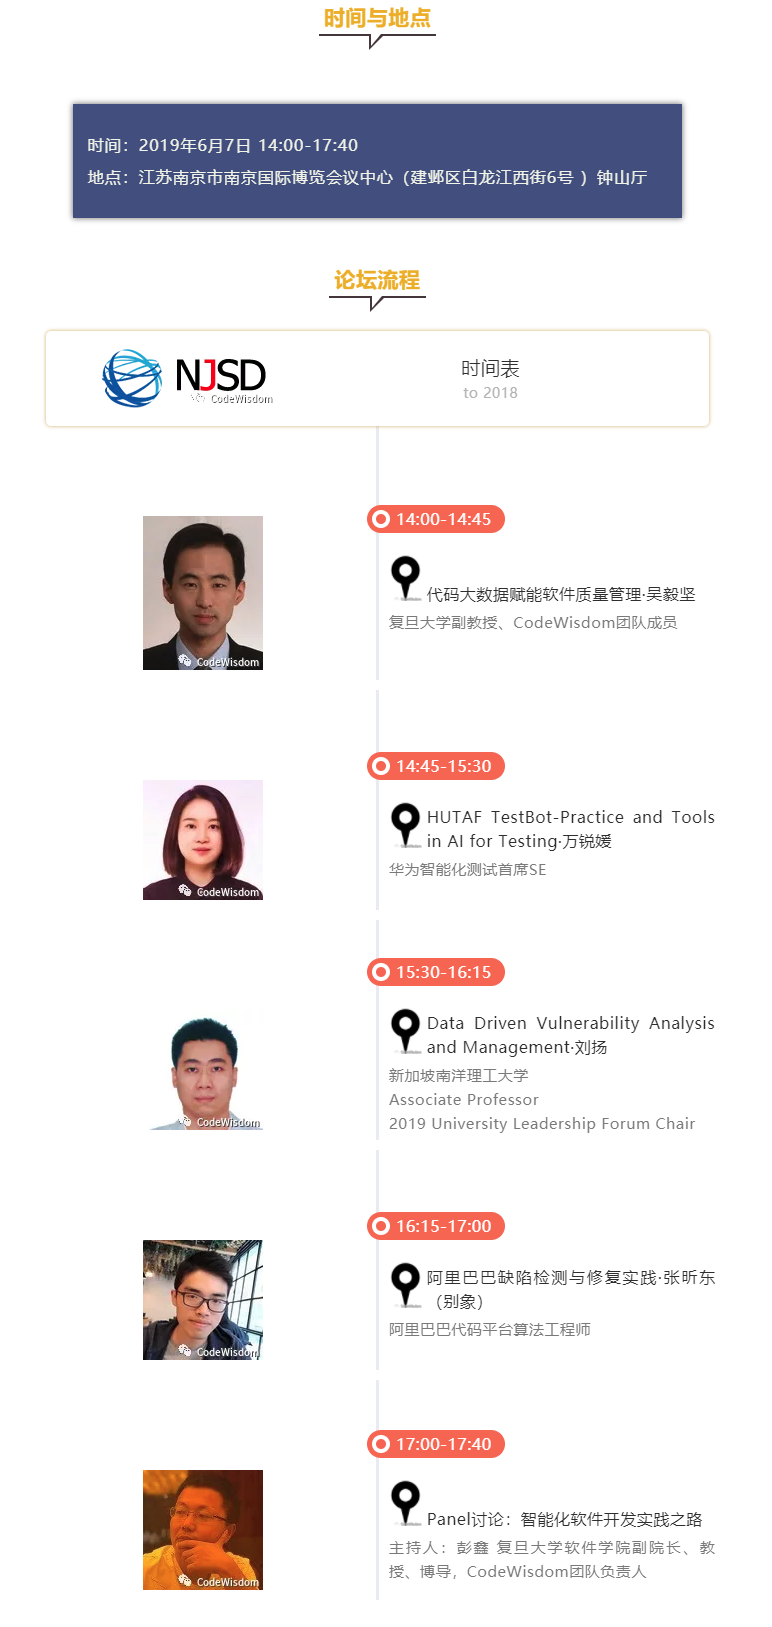 时间与地点
时间：2019年6月7日 14:00-17:40
地点：江苏南京市南京国际博览会议中心（建邺区白龙江西街6号 ）钟山厅
论坛流程
NJSD
CodeWisdom
时间表
to 2018
14:00-14:45
代码大数据赋能软件质量管理·吴毅坚
复旦大学副教授、CodeWisdom团队成员
CodeWisdom
14:45-15:30
HUTAF TestBot-Practice and Tools
in AI for Testing·万锐媛
华为智能化测试首席SE
CodeWisdom
15:30-16:15
Data Driven Vulnerability Analysis
and Management·刘扬
新加坡南洋理工大学
Associate Professor
2019 University Leadership Forum Chair
CodeWisdom
16:15-17:00
阿里巴巴缺陷检测与修复实践·张昕东
（别象）
阿里巴巴代码平台算法工程师
CodeWisdom
17:00-17:40
Panel讨论：智能化软件开发实践之路
主持人：彭鑫 复旦大学软件学院副院长、教
授、博导，CodeWisdom团队负责人
CodeWisdom